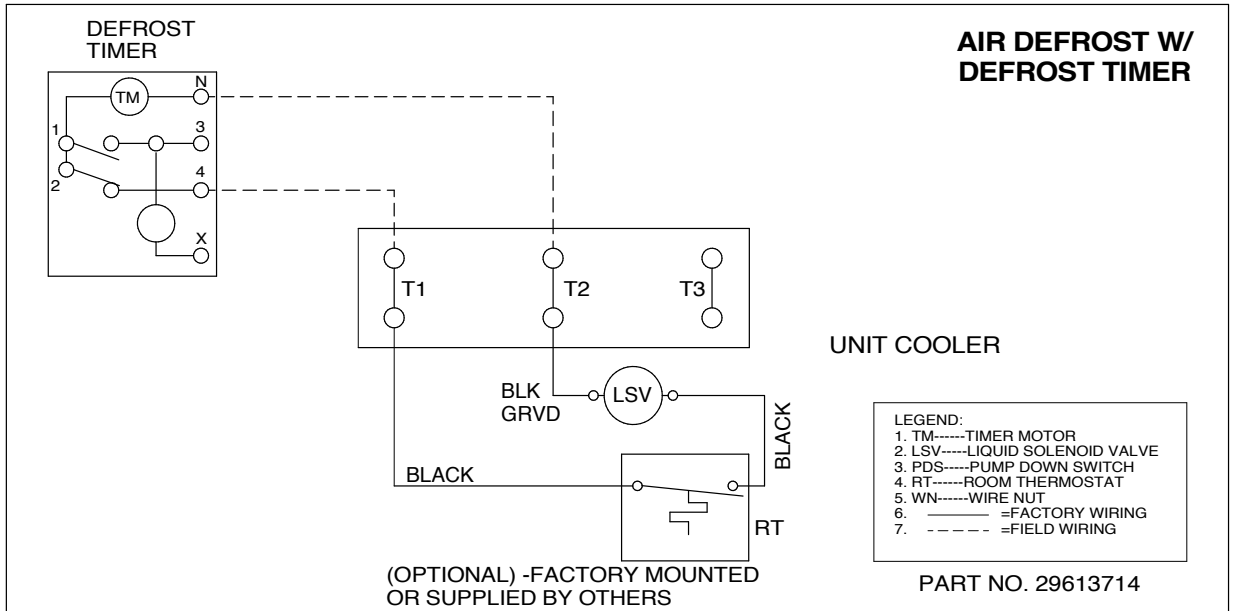 DEFROST
TIMER
AIR DEFROST W/
DEFROST TIMER
N
TM
1
3
2
4
X
T1
T2
T3
UNIT COOLER
BLK
GRVD
LSV
BLACK
BLACK
RT
(OPTIONAL) -FACTORY MOUNTED
OR SUPPLIED BY OTHERS
LEGEND:
1. TM------TIMER MOTOR
2. LSV-----LIQUID SOLENOID VALVE
3. PDS-----PUMP DOWN SWITCH
4. RT------ROOM THERMOSTAT
5. WN------WIRE NUT
6. =FACTORY WIRING
7. =FIELD WIRING
PART NO. 29613714